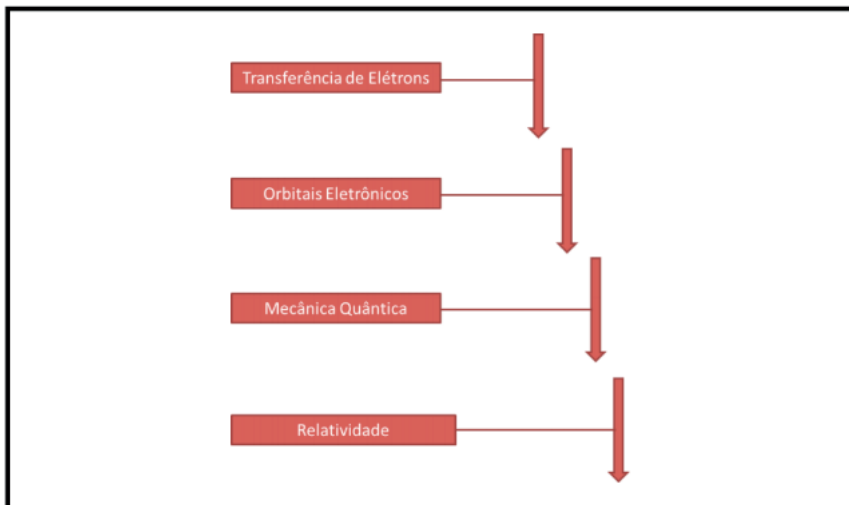 Transferência de Elétrons
Orbitais Eletrônicos
Mecânica Quântica
Relatividade